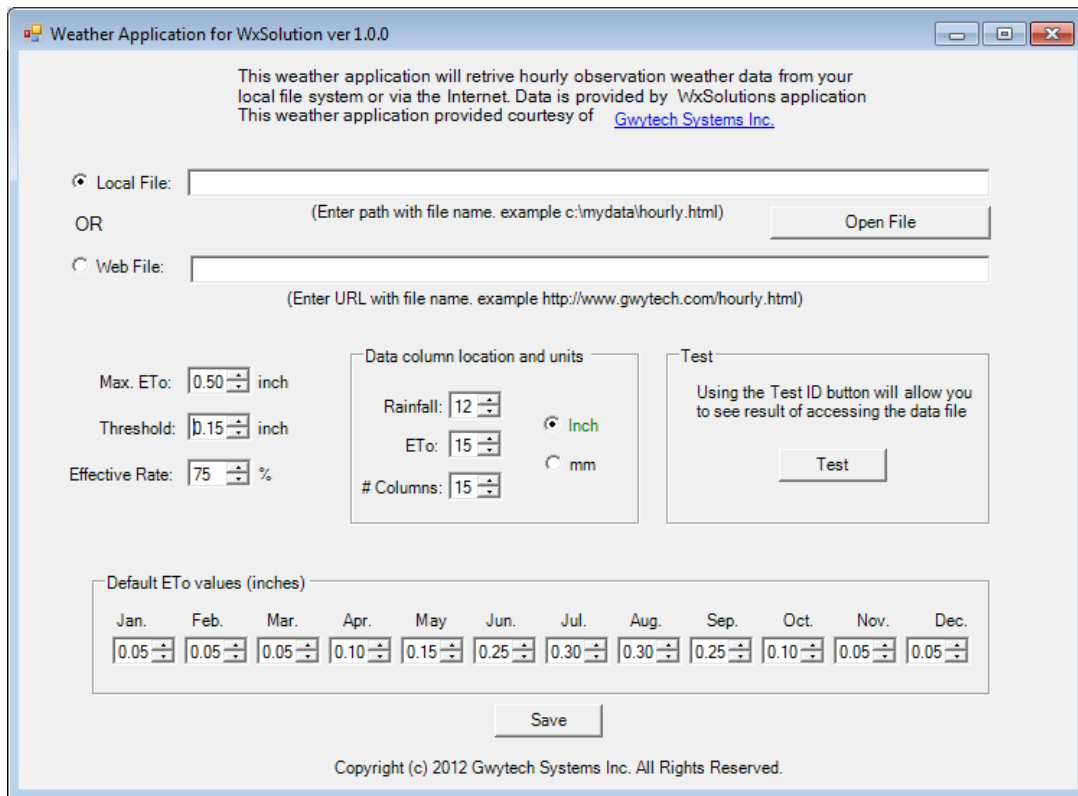 Weather Application for WxSolution ver 1.0.0
This weather application will retrive hourly observation weather data from your
local file system or via the Internet. Data is provided by WxSolutions application
This weather application provided courtesy of Gwytech Systems Inc.
Local File:
(Enter path with file name. example c:\mydata\hourly.html)
Open File
OR
Web File:
(Enter URL with file name. example http://www.gwytech.com/hourly.html)
Max. ETo: 0.50 inch
Threshold: 0.15 inch
Effective Rate: 75 %
Data column location and units
Rainfall: 12
ETo: 15
# Columns: 15
Inch
mm
Test
Using the Test ID button will allow you
to see result of accessing the data file
Test
Default ETo values (inches)
Jan. Feb. Mar. Apr. May Jun. Jul. Aug. Sep. Oct. Nov. Dec.
0.05 0.05 0.05 0.10 0.15 0.25 0.30 0.30 0.25 0.10 0.05 0.05
Save
Copyright (c) 2012 Gwytech Systems Inc. All Rights Reserved.